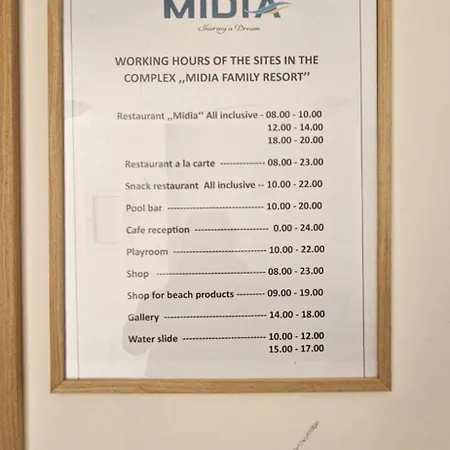 MIDIA
Sharing a Dream
WORKING HOURS OF THE SITES IN THE
COMPLEX „MIDIA FAMILY RESORT”
Restaurant „Midia” All inclusive - 08.00 - 10.00
12.00 - 14.00
18.00 - 20.00
Restaurant a la carte -------------- 08.00 - 23.00
Snack restaurant All inclusive -- 10.00 - 22.00
Pool bar ------------------------------ 10.00 - 20.00
Cafe reception ----------------------- 0.00 - 24.00
Playroom ---------------------------- 10.00 - 22.00
Shop --------------------------------- 08.00 - 23.00
Shop for beach products -------- 09.00 - 19.00
Gallery -------------------------------- 14.00 - 18.00
Water slide -------------------------- 10.00 - 12.00
15.00 - 17.00